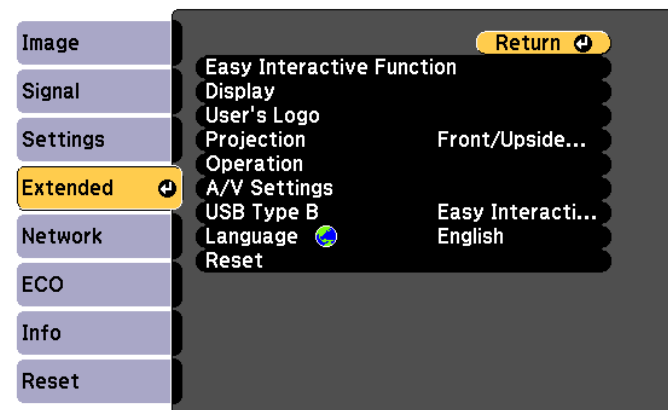 Image
Signal
Settings
Extended
Network
ECO
Info
Reset
Return
Easy Interactive Function
Display
User's Logo
Projection Front/Upside...
Operation
A/V Settings
USB Type B Easy Interacti...
Language English
Reset